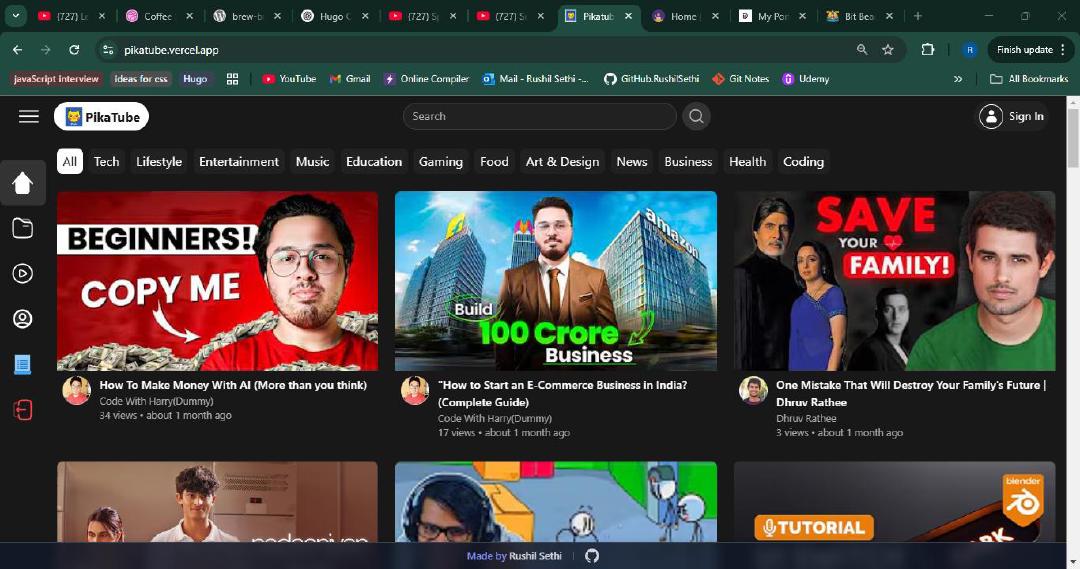 (727) Le
Coffee
brew-b
Hugo C
(727) S
(727) S
Pikatub
Home |
My Por
Bit Bea
pikatube.vercel.app
R
Finish update
javaScript interview
ideas for css
Hugo
YouTube
Gmail
Online Compiler
Mail - Rushil Sethi -...
GitHub.RushilSethi
Git Notes
Udemy
»
All Bookmarks
PikaTube
Search
Sign In
All
Tech
Lifestyle
Entertainment
Music
Education
Gaming
Food
Art & Design
News
Business
Health
Coding
BEGINNERS!
COPY ME
Build
100 Crore
Business
amazon
SAVE
YOUR
FAMILY!
How To Make Money With AI (More than you think)
Code With Harry(Dummy)
34 views • about 1 month ago
"How to Start an E-Commerce Business in India?
(Complete Guide)
Code With Harry(Dummy)
17 views • about 1 month ago
One Mistake That Will Destroy Your Family's Future |
Dhruv Rathee
Dhruv Rathee
3 views • about 1 month ago
blender
TUTORIAL
Made by Rushil Sethi